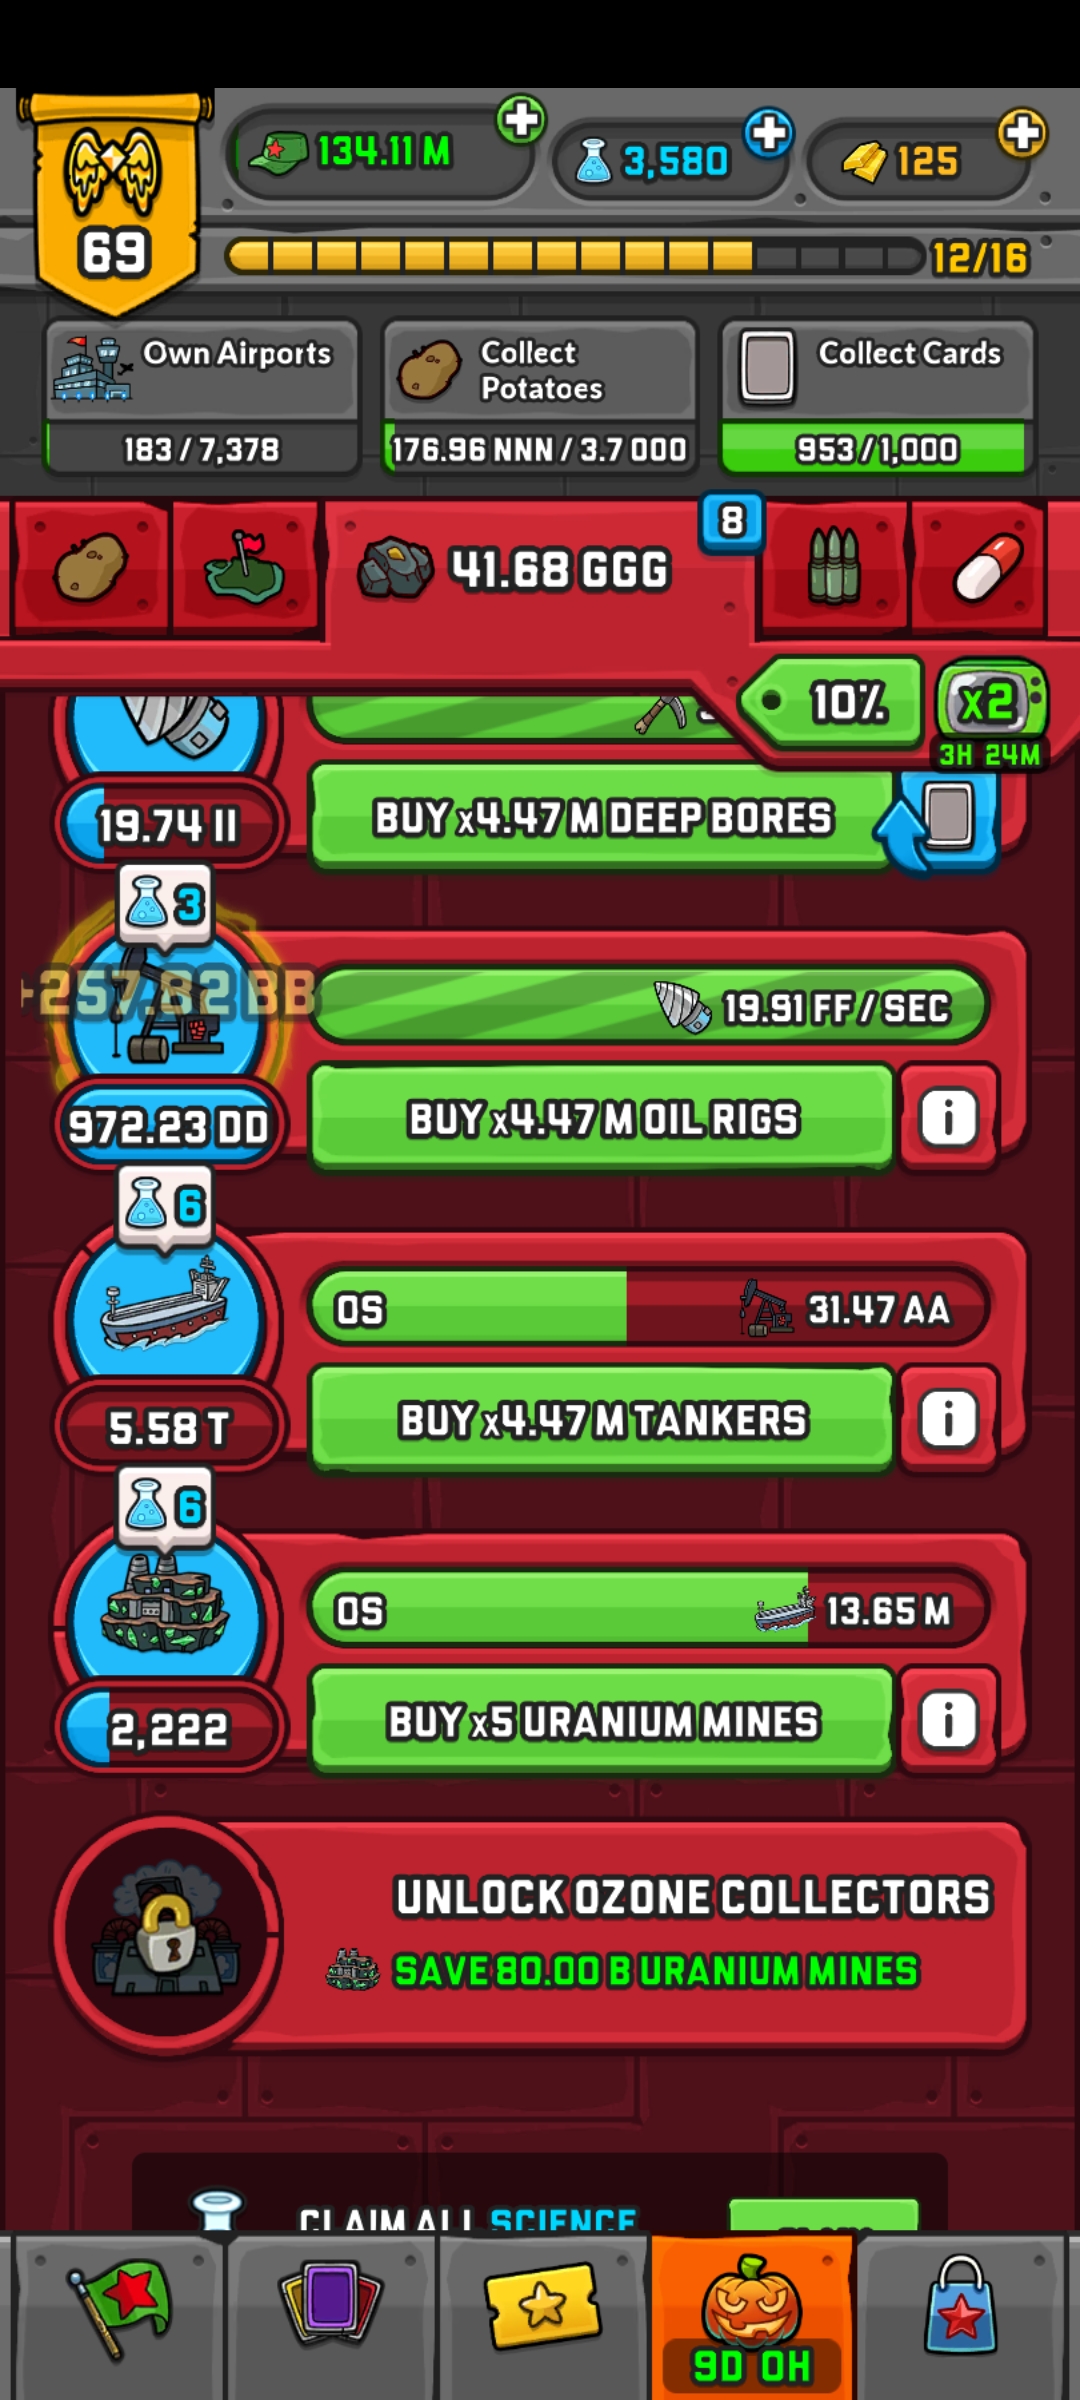 134.11 M
3,580
125
69
12/16
Own Airports
183 / 7,378
Collect
Potatoes
176.96 NNN / 3.7 OOO
Collect Cards
953 / 1,000
41.68 GGG
8
10%
x2
3H 24M
19.74 II
BUY x4.47 M DEEP BORES
3
+257.82 BB
19.91 FF / SEC
972.23 DD
BUY x4.47 M OIL RIGS
i
6
0S
31.47 AA
5.58 T
BUY x4.47 M TANKERS
i
6
0S
13.65 M
2,222
BUY x5 URANIUM MINES
i
UNLOCK OZONE COLLECTORS
SAVE 80.00 B URANIUM MINES
CLAIM ALL SCIENCE
9D 0H